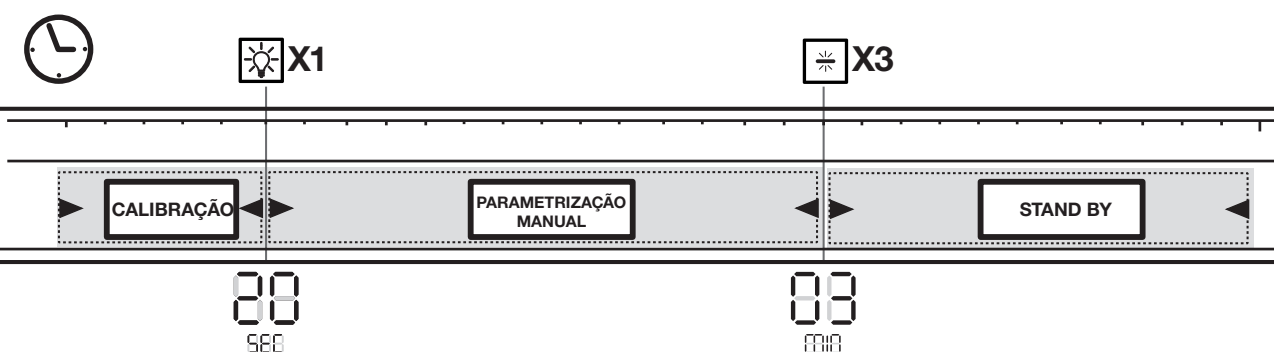 X1
X3
CALIBRAÇÃO
PARAMETRIZAÇÃO
MANUAL
STAND BY
20
SEC
03
MIN